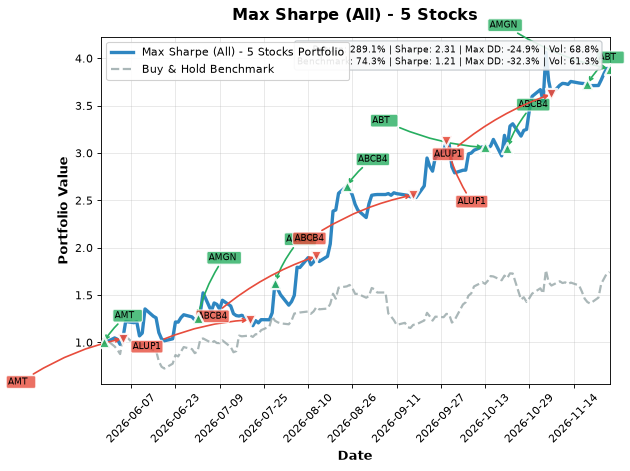 Max Sharpe (All) - 5 Stocks
AMGN
289.1% | Sharpe: 2.31 | Max DD: -24.9% | Vol: 68.8%
Benchmark: 74.3% | Sharpe: 1.21 | Max DD: -32.3% | Vol: 61.3%
Max Sharpe (All) - 5 Stocks Portfolio
Buy & Hold Benchmark
ABT
ABCB4
ABT
ALUP1
ABCB4
ALUP1
ABCB4
AMGN
AMT
ABCB4
ALUP1
AMT
4.0
3.5
3.0
2.5
2.0
1.5
1.0
Portfolio Value
2026-06-07
2026-06-23
2026-07-09
2026-07-25
2026-08-10
2026-08-26
2026-09-11
2026-09-27
2026-10-13
2026-10-29
2026-11-14
Date